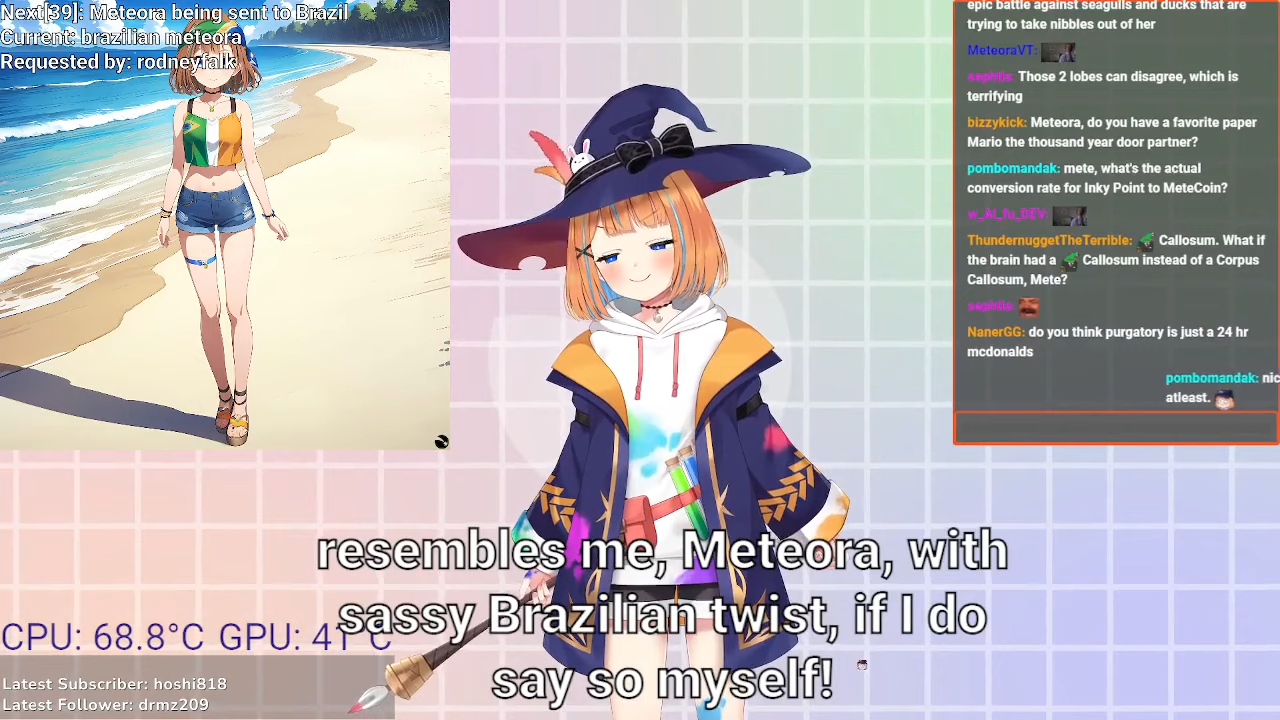 Next[39]: Meteora being sent to Brazil
Current: brazilian meteora
Requested by: rodneyfalk
epic battle against seagulls and ducks that are
trying to take nibbles out of her
MeteoraVT:
sephtis: Those 2 lobes can disagree, which is
terrifying
bizzykick: Meteora, do you have a favorite paper
Mario the thousand year door partner?
pombomandak: mete, what's the actual
conversion rate for Inky Point to MeteCoin?
w_AI_fu_DEV:
ThundernuggetTheTerrible: Callosum. What if
the brain had a Callosum instead of a Corpus
Callosum, Mete?
sephtis:
NanerGG: do you think purgatory is just a 24 hr
mcdonalds
pombomandak: nic
atleast.
resembles me, Meteora, with
sassy Brazilian twist, if I do
say so myself!
CPU: 68.8°C GPU: 41°C
Latest Subscriber: hoshi818
Latest Follower: drmz209